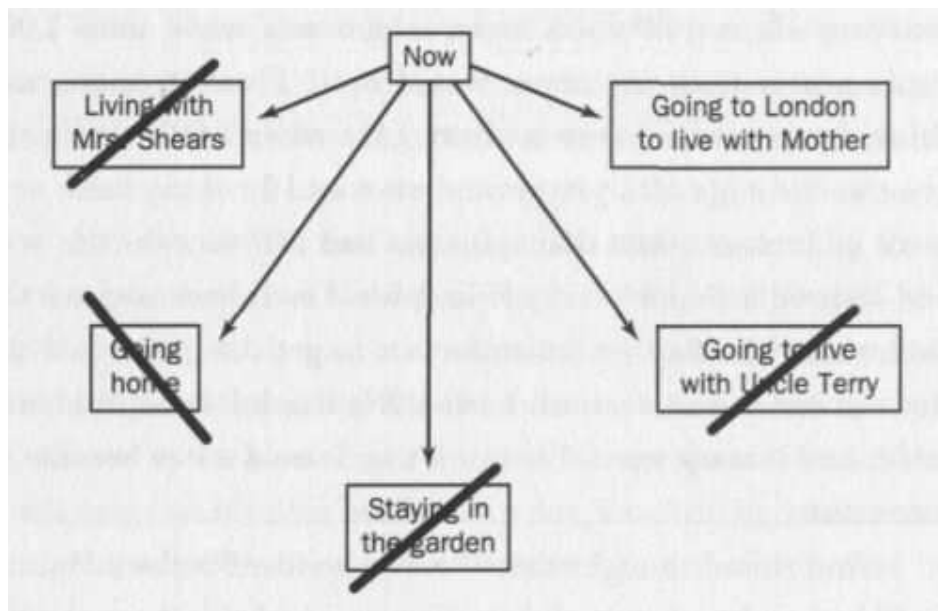 Now
Living with
Mrs. Shears
Going to London
to live with Mother
Going
home
Going to live
with Uncle Terry
Staying in
the garden